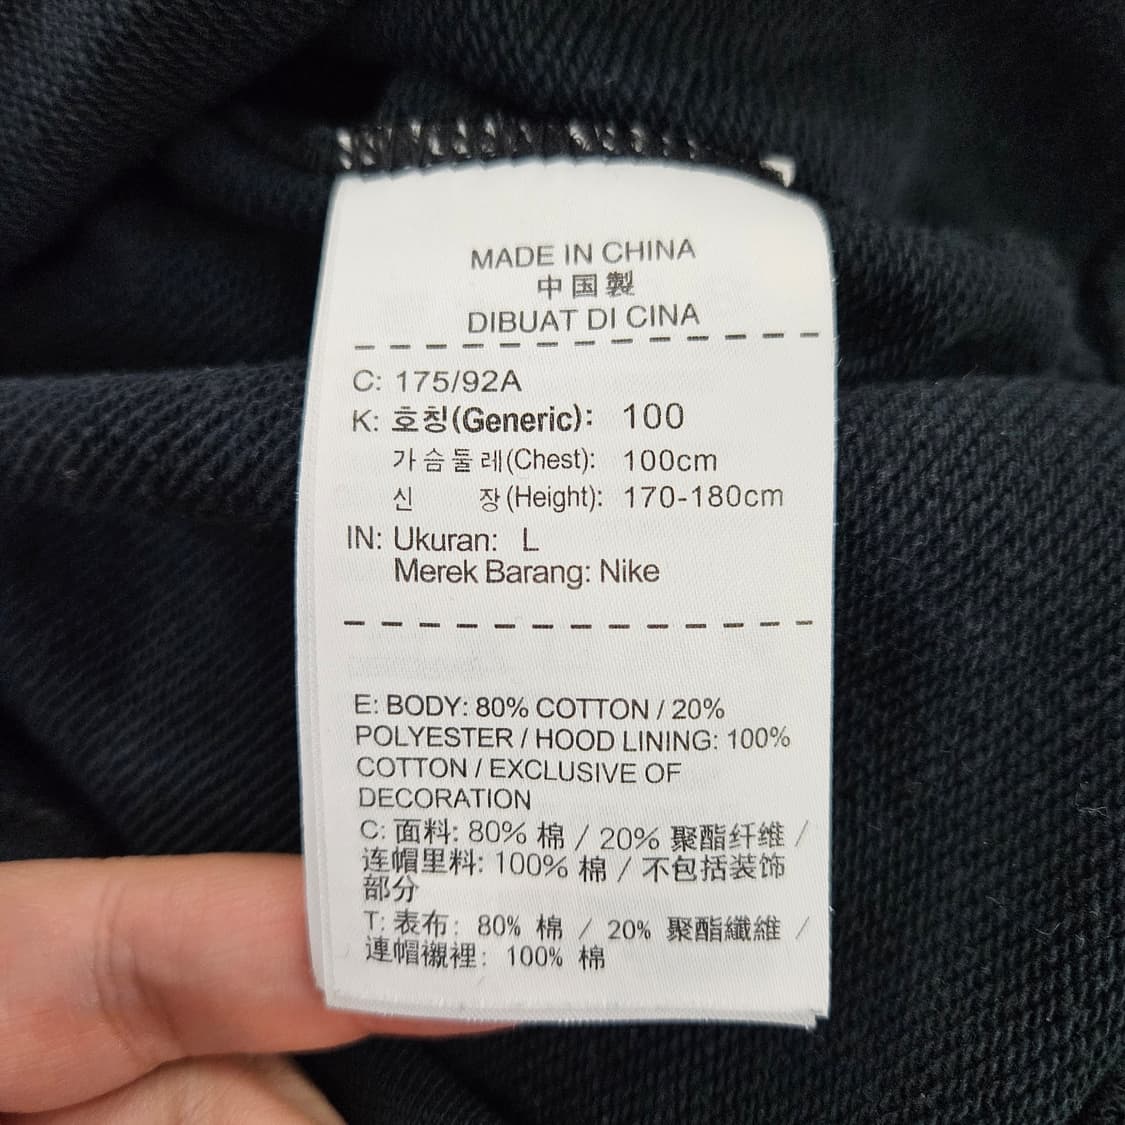 MADE IN CHINA
中国製
DIBUAT DI CINA
C: 175/92A
K: 호칭(Generic): 100
가슴둘레(Chest): 100cm
신 장(Height): 170-180cm
IN: Ukuran: L
Merek Barang: Nike
E: BODY: 80% COTTON / 20%
POLYESTER / HOOD LINING: 100%
COTTON / EXCLUSIVE OF
DECORATION
C: 面料: 80% 棉 / 20% 聚酯纤维 /
连帽里料: 100% 棉 / 不包括装饰
部分
T: 表布: 80% 棉 / 20% 聚酯纖維 /
連帽襯裡: 100% 棉